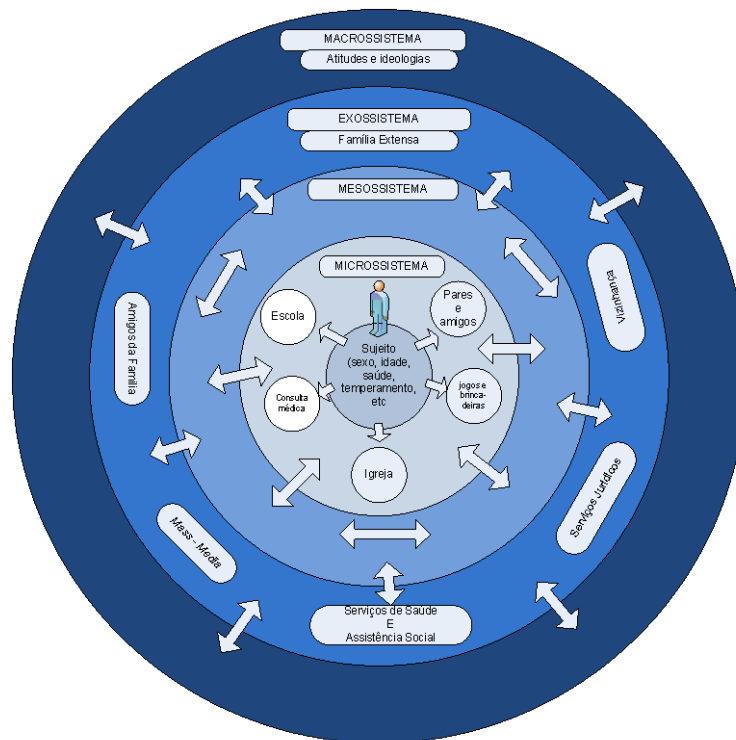 MACROSSISTEMA
Atitudes e ideologias
EXOSSISTEMA
Família Extensa
MESOSSISTEMA
MICROSSISTEMA
Escola
Pares
e
amigos
Sujeito
(sexo, idade,
saúde,
temperamento,
etc
Consulta
médica
jogos e
brinca-
deiras
Igreja
Amigos da Família
Vizinhança
Mass - Media
Serviços Jurídicos
Serviços de Saúde
E
Assistência Social